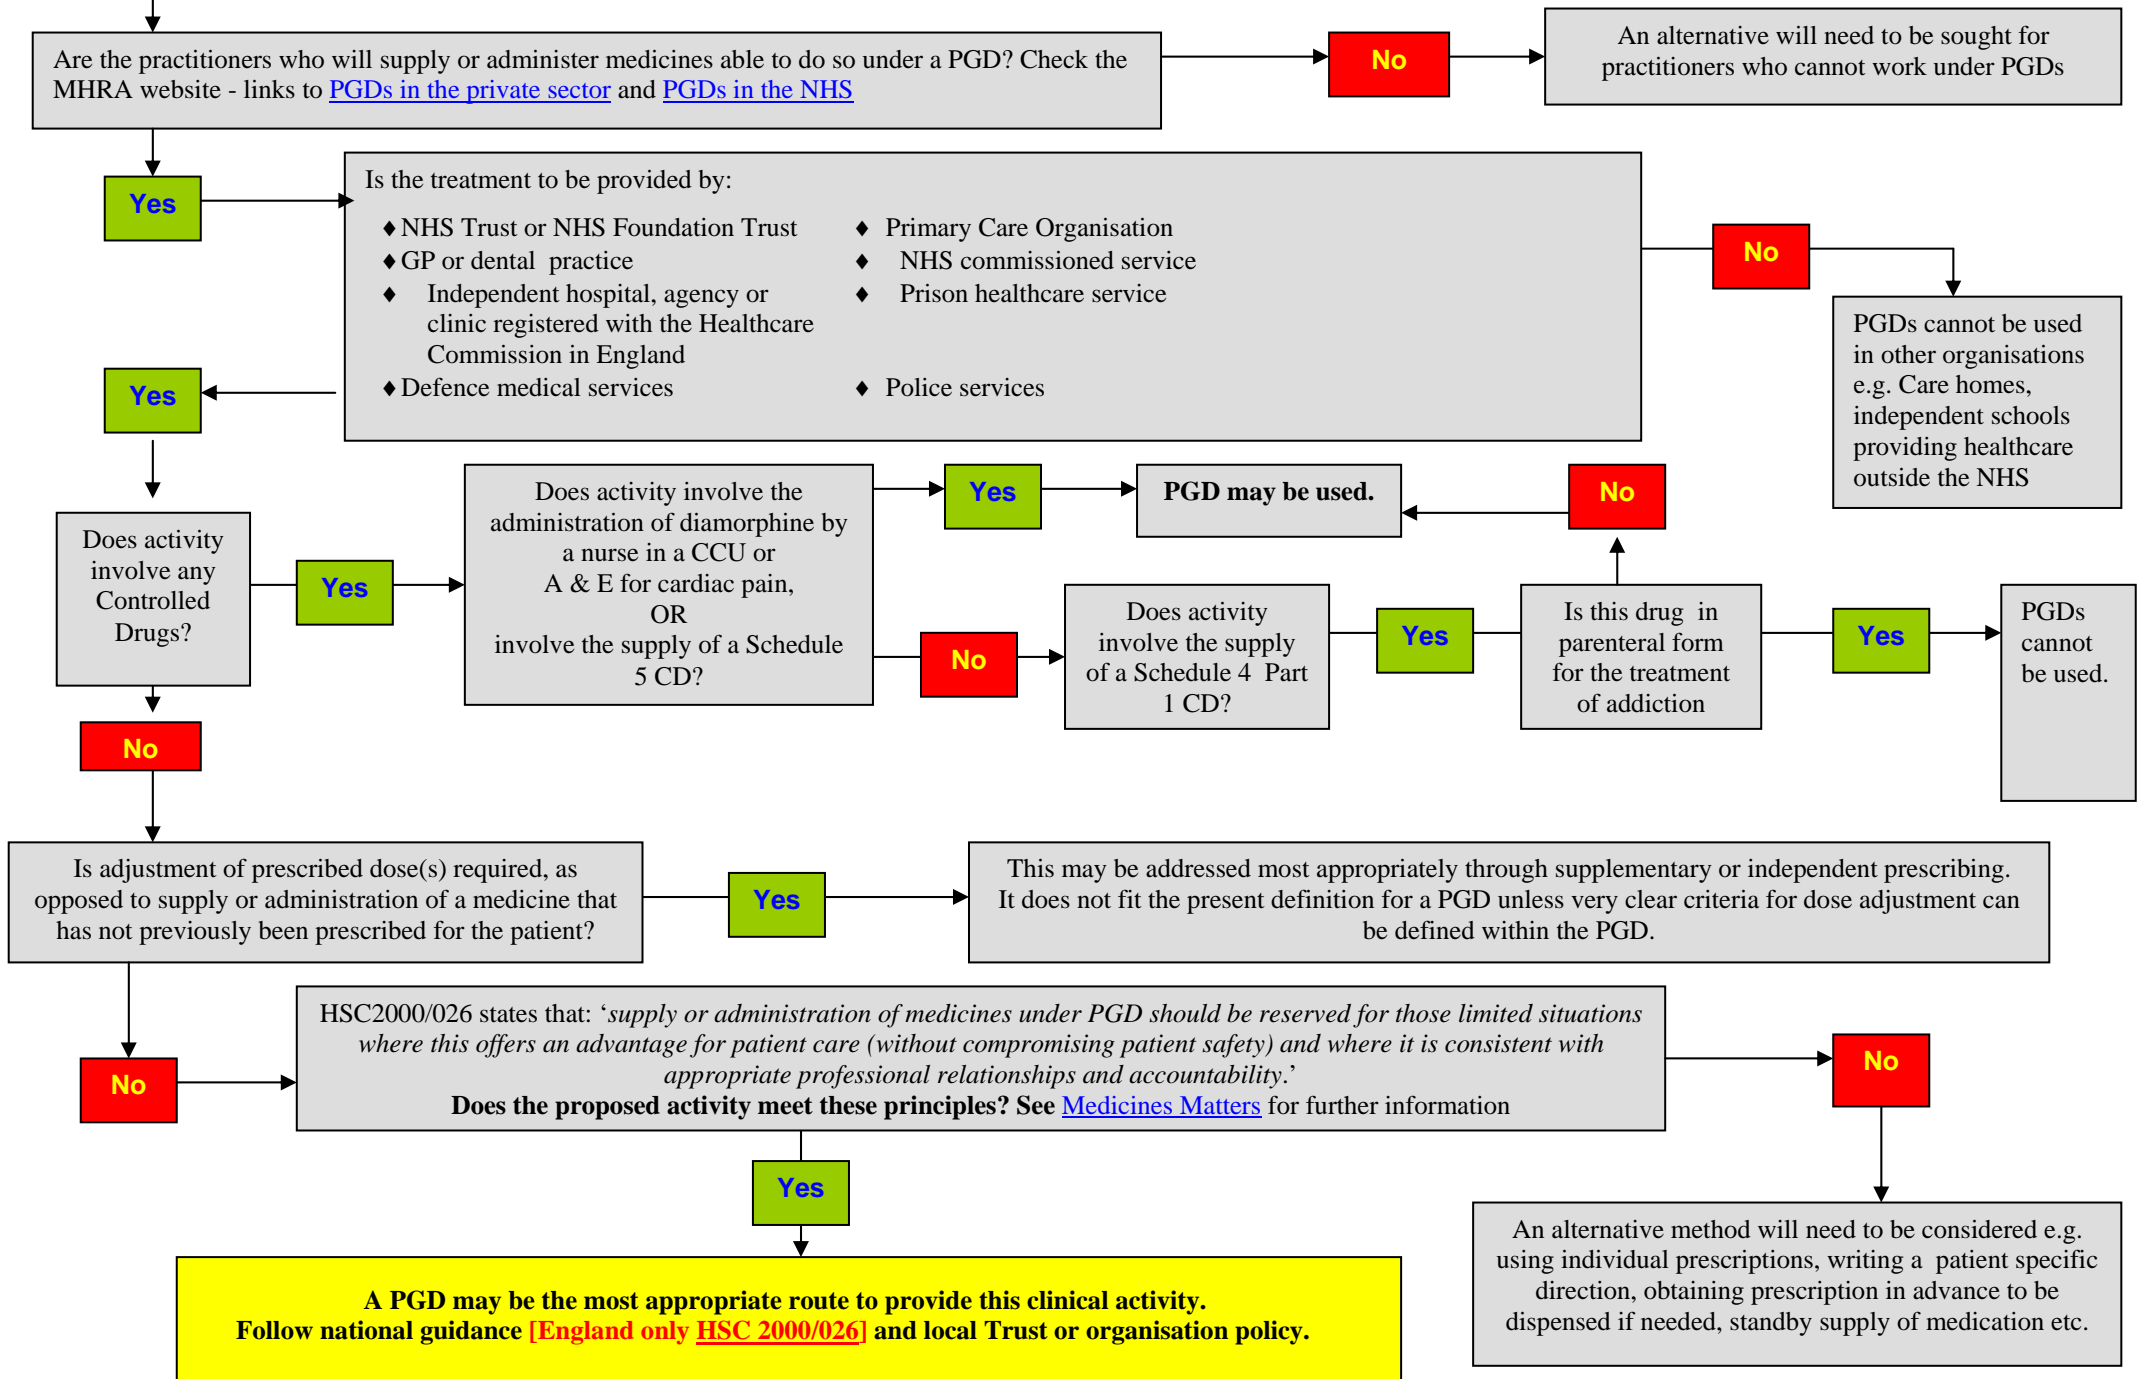 Are the practitioners who will supply or administer medicines able to do so under a PGD? Check the
MHRA website - links to PGDs in the private sector and PGDs in the NHS
No
An alternative will need to be sought for
practitioners who cannot work under PGDs
Yes
Is the treatment to be provided by:
♦ NHS Trust or NHS Foundation Trust
♦ GP or dental practice
♦ Independent hospital, agency or
clinic registered with the Healthcare
Commission in England
♦ Defence medical services
♦ Primary Care Organisation
♦ NHS commissioned service
♦ Prison healthcare service
♦ Police services
No
PGDs cannot be used
in other organisations
e.g. Care homes,
independent schools
providing healthcare
outside the NHS
Yes
Does activity
involve any
Controlled
Drugs?
Yes
Does activity involve the
administration of diamorphine by
a nurse in a CCU or
A & E for cardiac pain,
OR
involve the supply of a Schedule
5 CD?
Yes
PGD may be used.
No
No
Does activity
involve the supply
of a Schedule 4 Part
1 CD?
Yes
Is this drug in
parenteral form
for the treatment
of addiction
Yes
PGDs
cannot
be used.
No
Is adjustment of prescribed dose(s) required, as
opposed to supply or administration of a medicine that
has not previously been prescribed for the patient?
Yes
This may be addressed most appropriately through supplementary or independent prescribing.
It does not fit the present definition for a PGD unless very clear criteria for dose adjustment can
be defined within the PGD.
No
HSC2000/026 states that: ‘supply or administration of medicines under PGD should be reserved for those limited situations
where this offers an advantage for patient care (without compromising patient safety) and where it is consistent with
appropriate professional relationships and accountability.’
Does the proposed activity meet these principles? See Medicines Matters for further information
No
Yes
An alternative method will need to be considered e.g.
using individual prescriptions, writing a patient specific
direction, obtaining prescription in advance to be
dispensed if needed, standby supply of medication etc.
A PGD may be the most appropriate route to provide this clinical activity.
Follow national guidance [England only HSC 2000/026] and local Trust or organisation policy.